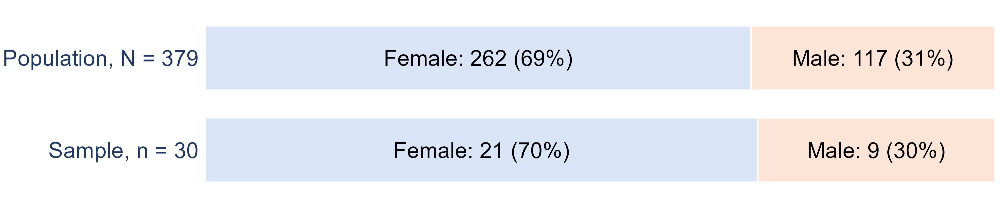 Population, N = 379 Female: 262 (69%) Male: 117 (31%)
Sample, n = 30 Female: 21 (70%) Male: 9 (30%)